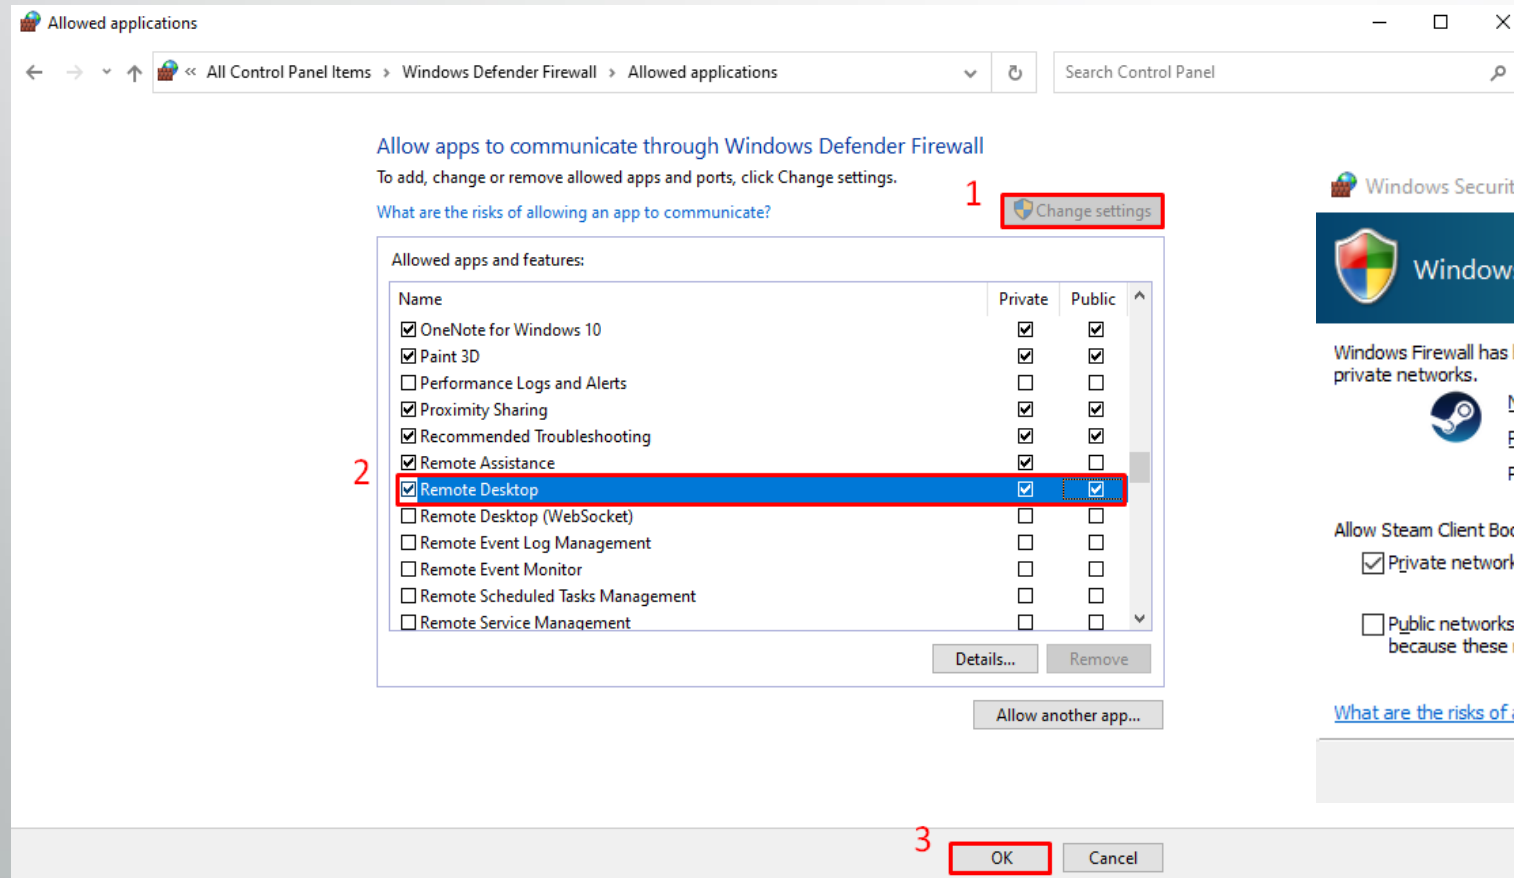 Allowed applications
« All Control Panel Items › Windows Defender Firewall › Allowed applications
Search Control Panel
Allow apps to communicate through Windows Defender Firewall
To add, change or remove allowed apps and ports, click Change settings.
1
What are the risks of allowing an app to communicate?
Change settings
Allowed apps and features:
Name Private Public
OneNote for Windows 10
Paint 3D
Performance Logs and Alerts
Proximity Sharing
Recommended Troubleshooting
Remote Assistance
2
Remote Desktop
Remote Desktop (WebSocket)
Remote Event Log Management
Remote Event Monitor
Remote Scheduled Tasks Management
Remote Service Management
Details... Remove
Allow another app...
3
OK Cancel
Windows
Windows
Windows Firewall has
private networks.
Allow Steam Client
Private
Public networks
because these
What are the risks of